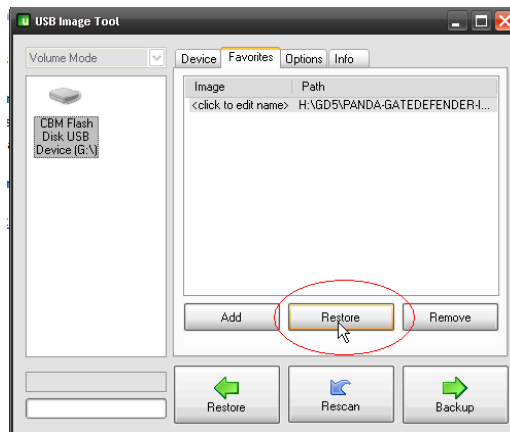 USB Image Tool
Volume Mode
Device Favorites Options Info
Image Path
<click to edit name> H:\GD5\PANDA-GATEDEFENDER-I...
CBM Flash
Disk USB
Device (G:\)
Add Restore Remove
Restore Rescan Backup